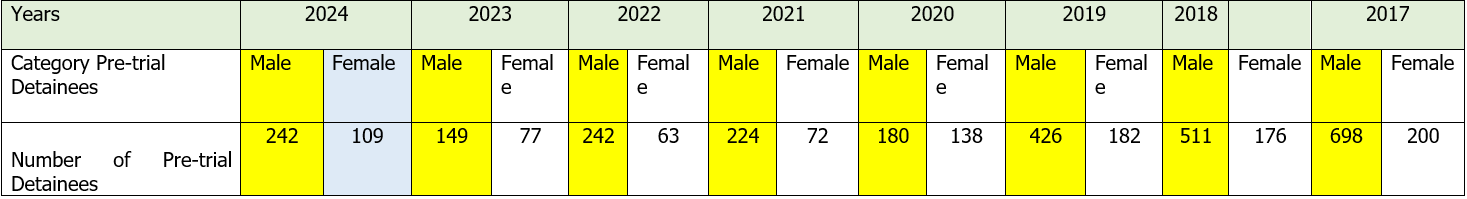 Years 2024 2023 2022 2021 2020 2019 2018 2017
Category Pre-trial Male Female Male Femal Male Femal Male Female Male Femal Male Femal Male Female Male Female
Detainees e e e e
Number of Pre-trial 242 109 149 77 242 63 224 72 180 138 426 182 511 176 698 200
Detainees